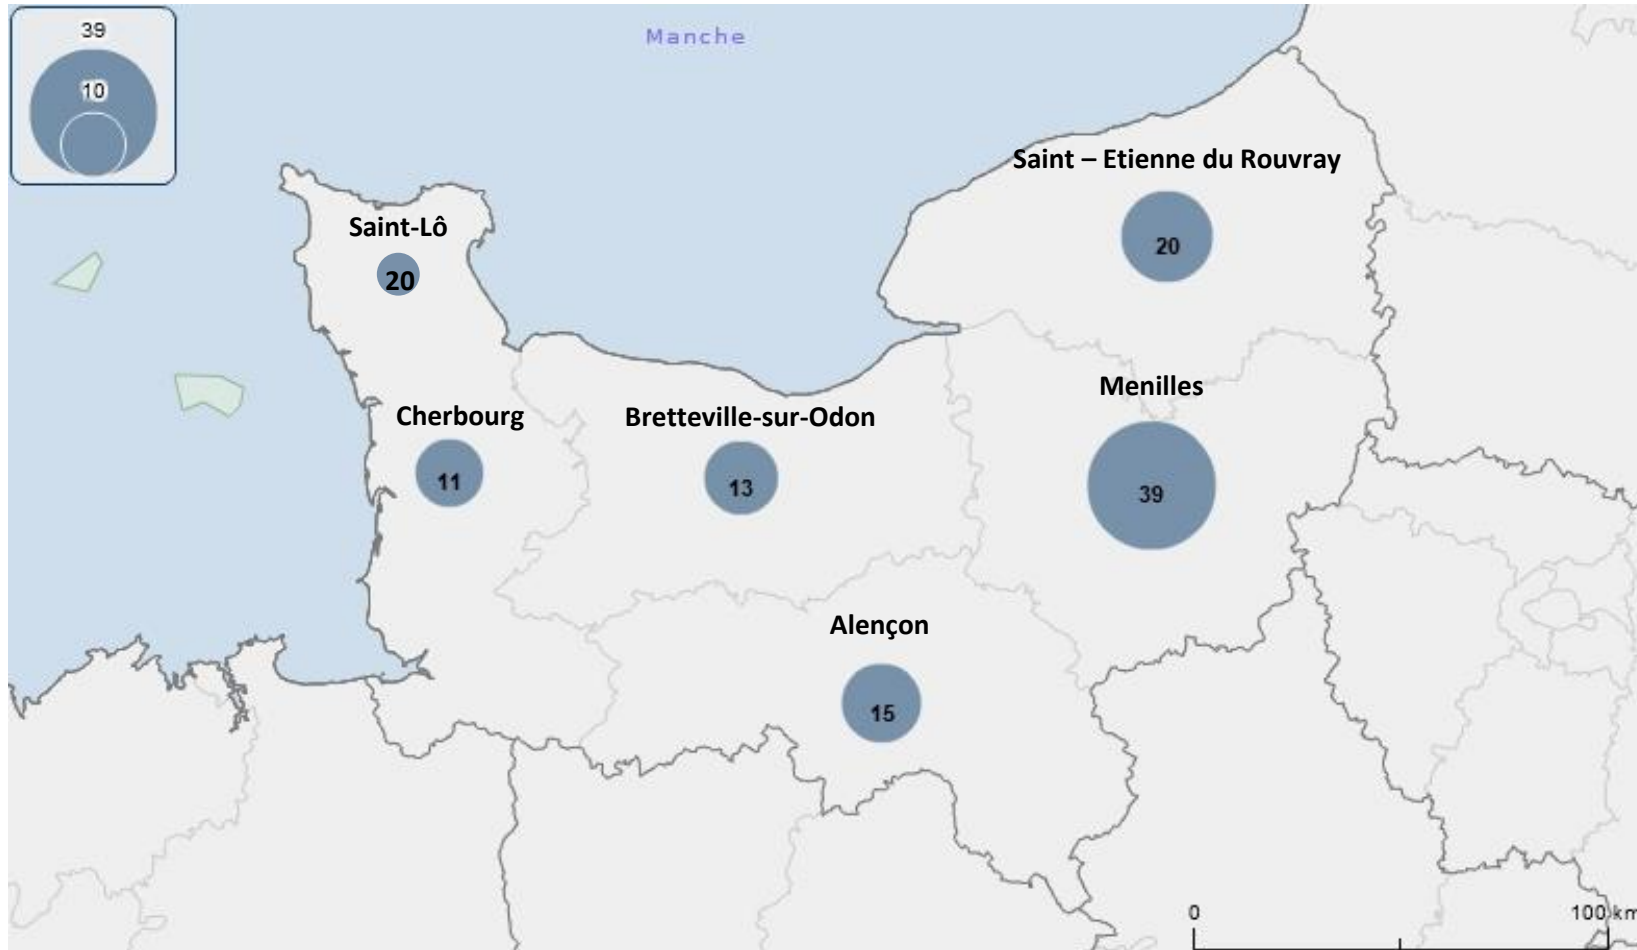 39
10
Manche
Saint – Etienne du Rouvray
20
Saint-Lô
20
Menilles
39
Cherbourg
11
Bretteville-sur-Odon
13
Alençon
15
0
100 km